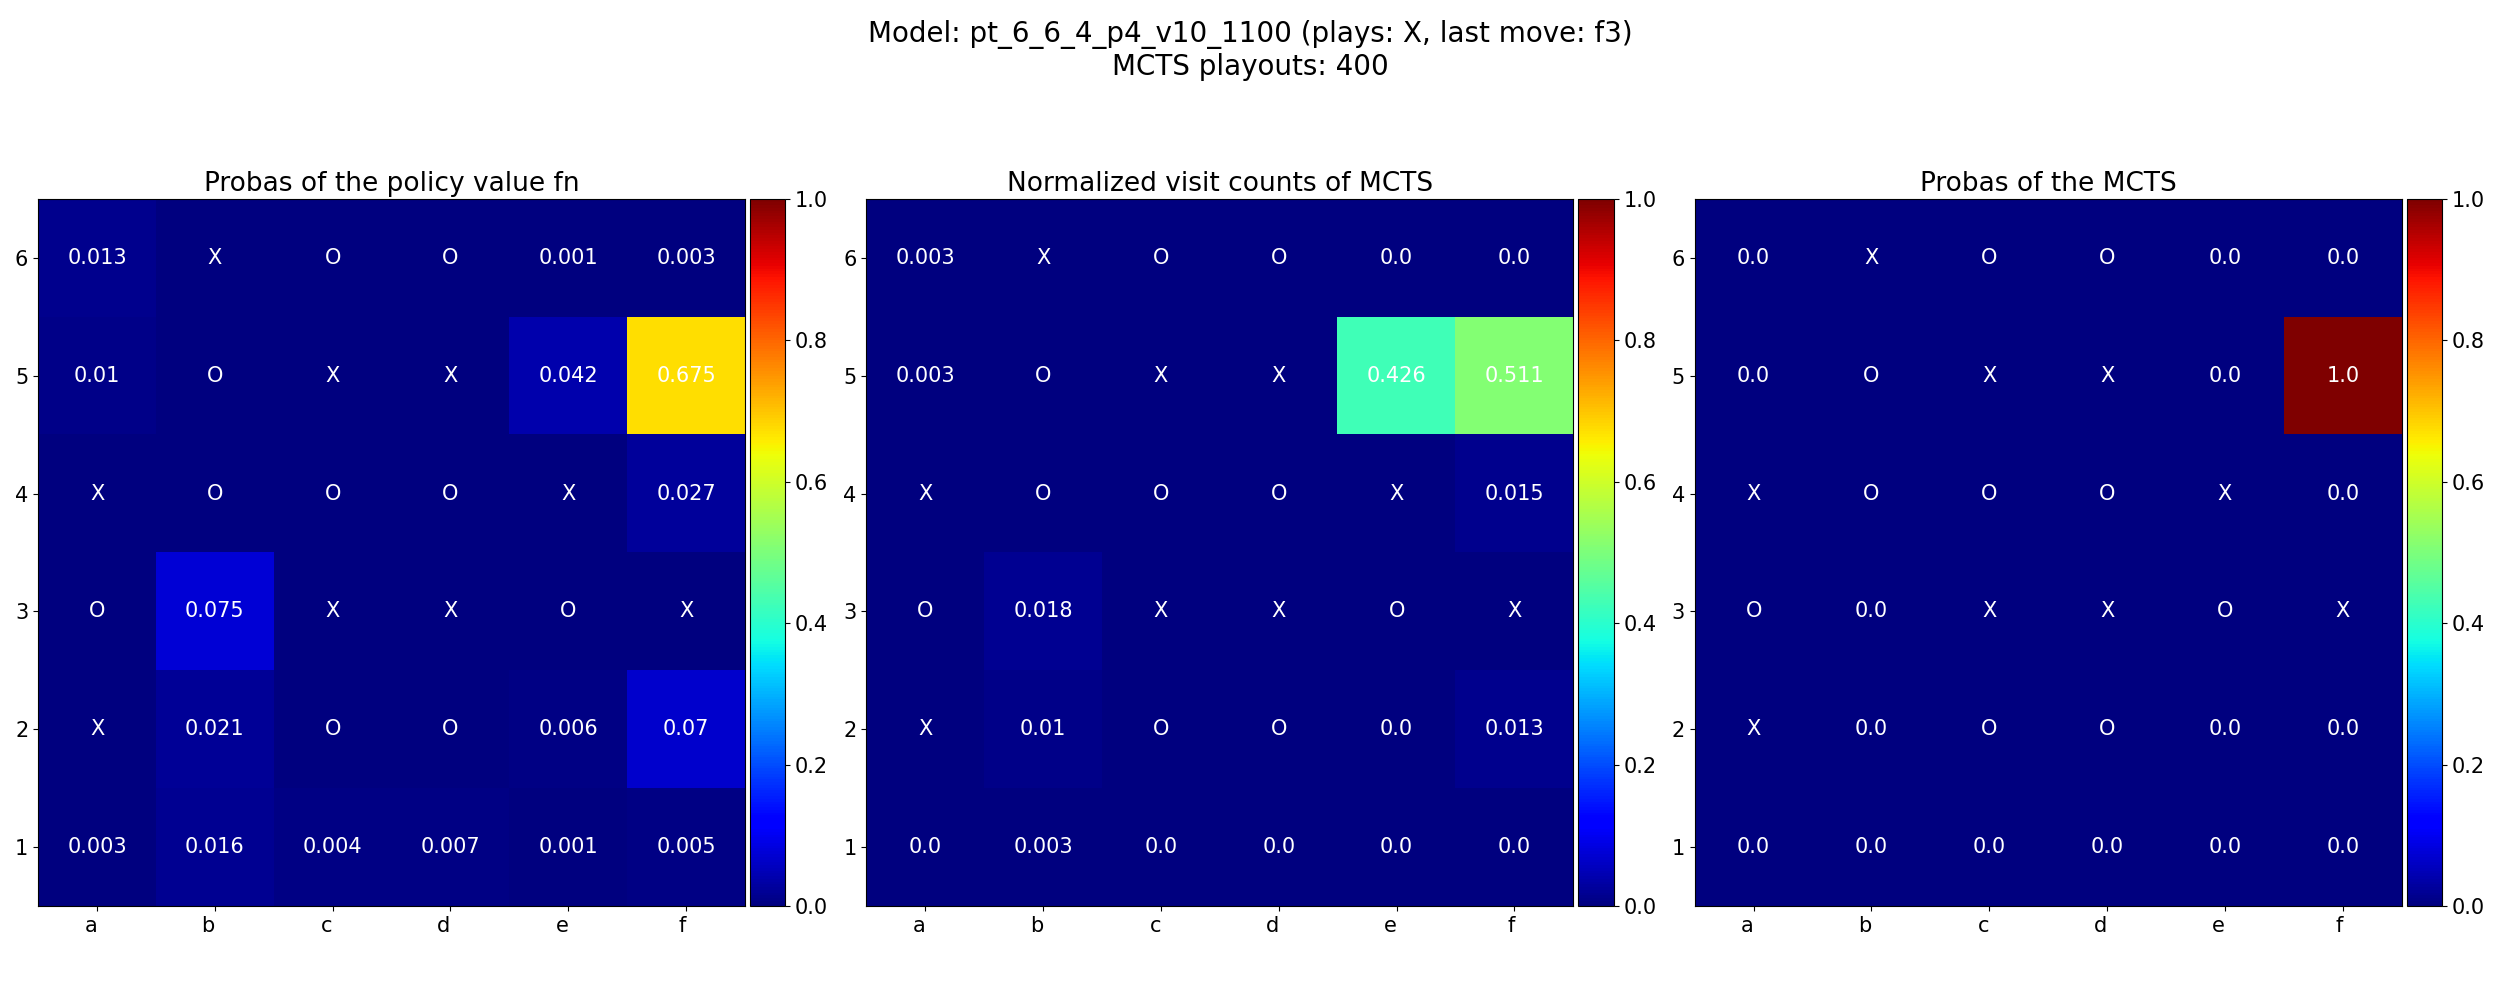 Model: pt_6_6_4_p4_v10_1100 (plays: X, last move: f3)
MCTS playouts: 400
Probas of the policy value fn
6 0.013 X O O 0.001 0.003
5 0.01 O X X 0.042 0.675
4 X O O O X 0.027
3 O 0.075 X X O X
2 X 0.021 O O 0.006 0.07
1 0.003 0.016 0.004 0.007 0.001 0.005
a b c d e f
1.0
0.8
0.6
0.4
0.2
0.0
Normalized visit counts of MCTS
6 0.003 X O O 0.0 0.0
5 0.003 O X X 0.426 0.511
4 X O O O X 0.015
3 O 0.018 X X O X
2 X 0.01 O O 0.0 0.013
1 0.0 0.003 0.0 0.0 0.0 0.0
a b c d e f
1.0
0.8
0.6
0.4
0.2
0.0
Probas of the MCTS
6 0.0 X O O 0.0 0.0
5 0.0 O X X 0.0 1.0
4 X O O O X 0.0
3 O 0.0 X X O X
2 X 0.0 O O 0.0 0.0
1 0.0 0.0 0.0 0.0 0.0 0.0
a b c d e f
1.0
0.8
0.6
0.4
0.2
0.0